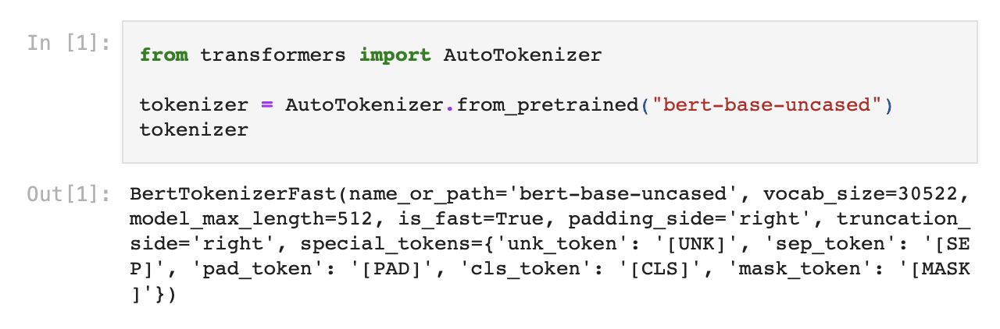 In [1]:
from transformers import AutoTokenizer
tokenizer = AutoTokenizer.from_pretrained("bert-base-uncased")
tokenizer
Out[1]:
BertTokenizerFast(name_or_path='bert-base-uncased', vocab_size=30522,
model_max_length=512, is_fast=True, padding_side='right', truncation_
side='right', special_tokens={'unk_token': '[UNK]', 'sep_token': '[SE
P]', 'pad_token': '[PAD]', 'cls_token': '[CLS]', 'mask_token': '[MASK
]'})